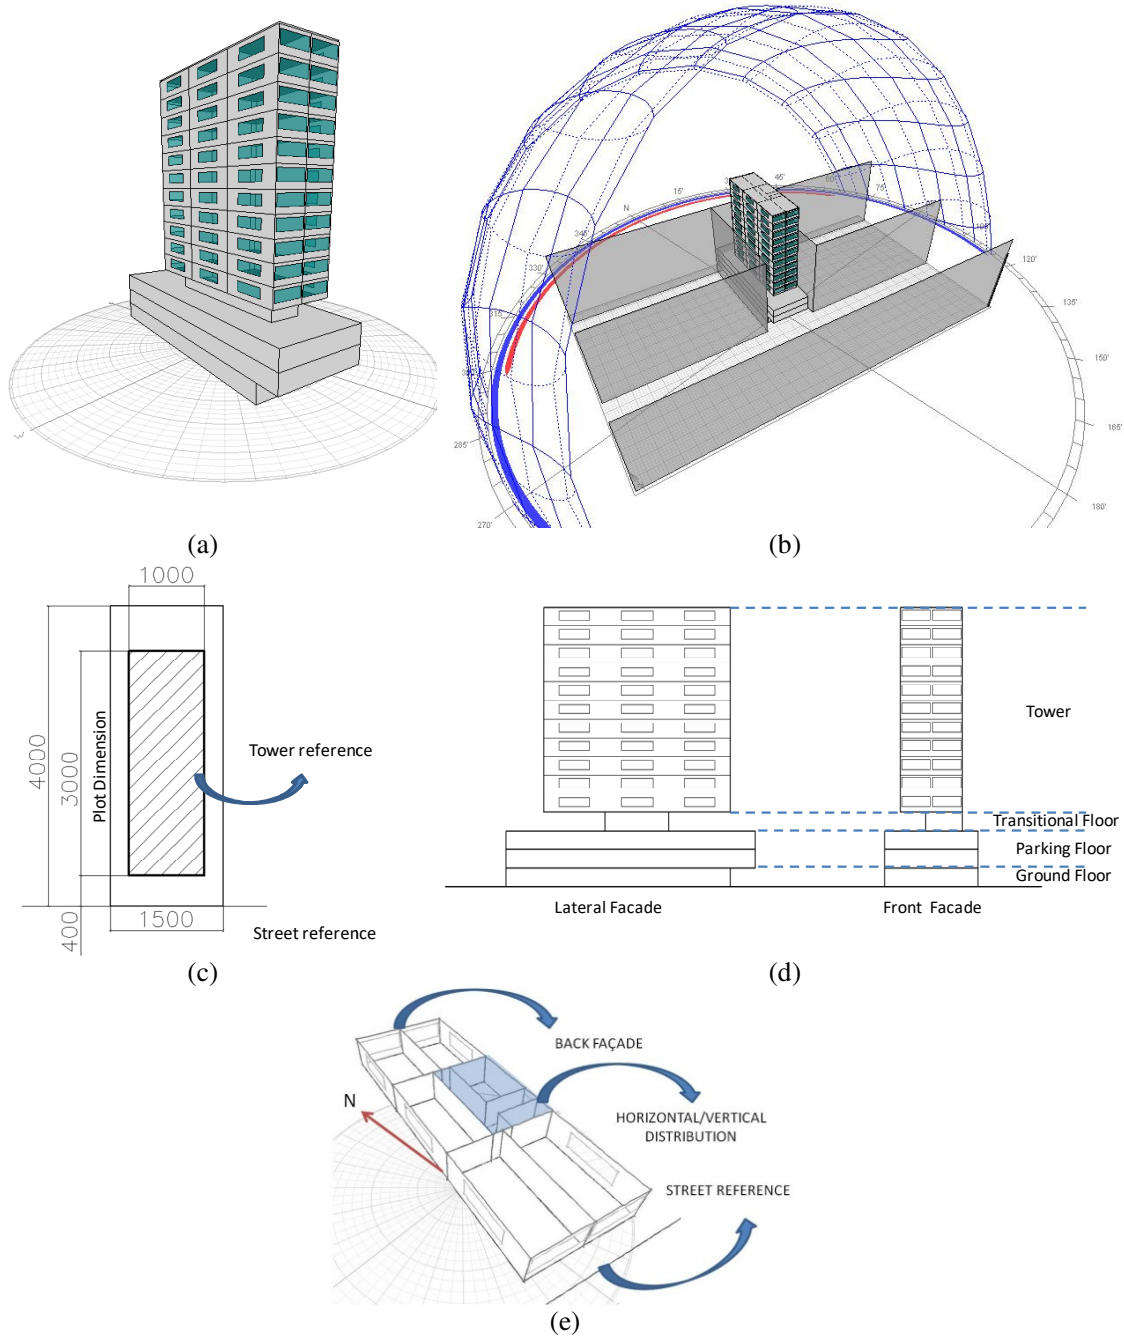 N
15'
345'
330'
315'
285'
270'
45'
75'
120'
135'
150'
165'
180'
(a)
(b)
1000
4000
3000
Plot Dimension
Tower reference
400
1500
Street reference
(c)
Tower
Transitional Floor
Parking Floor
Ground Floor
Lateral Facade
Front Facade
(d)
BACK FAÇADE
N
HORIZONTAL/VERTICAL
DISTRIBUTION
STREET REFERENCE
(e)